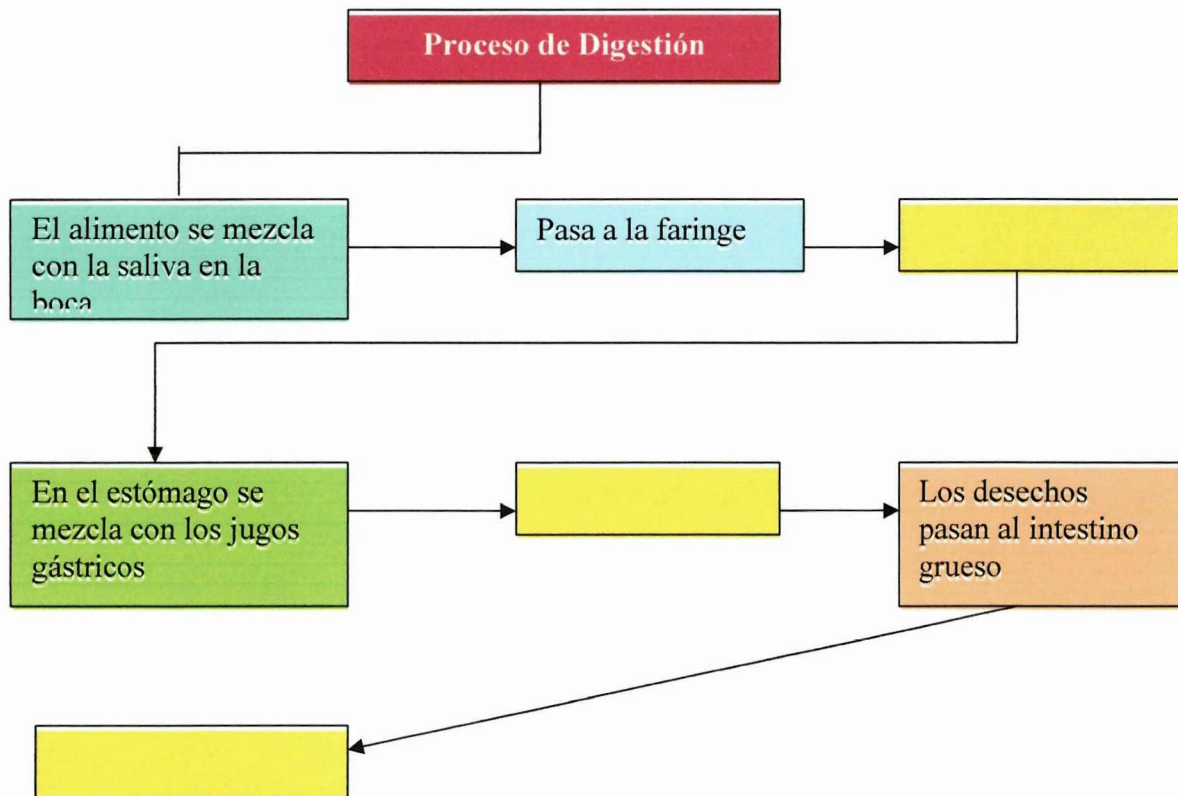 Proceso de Digestión
El alimento se mezcla
con la saliva en la
boca
Pasa a la faringe
En el estómago se
mezcla con los jugos
gástricos
Los desechos
pasan al intestino
grueso